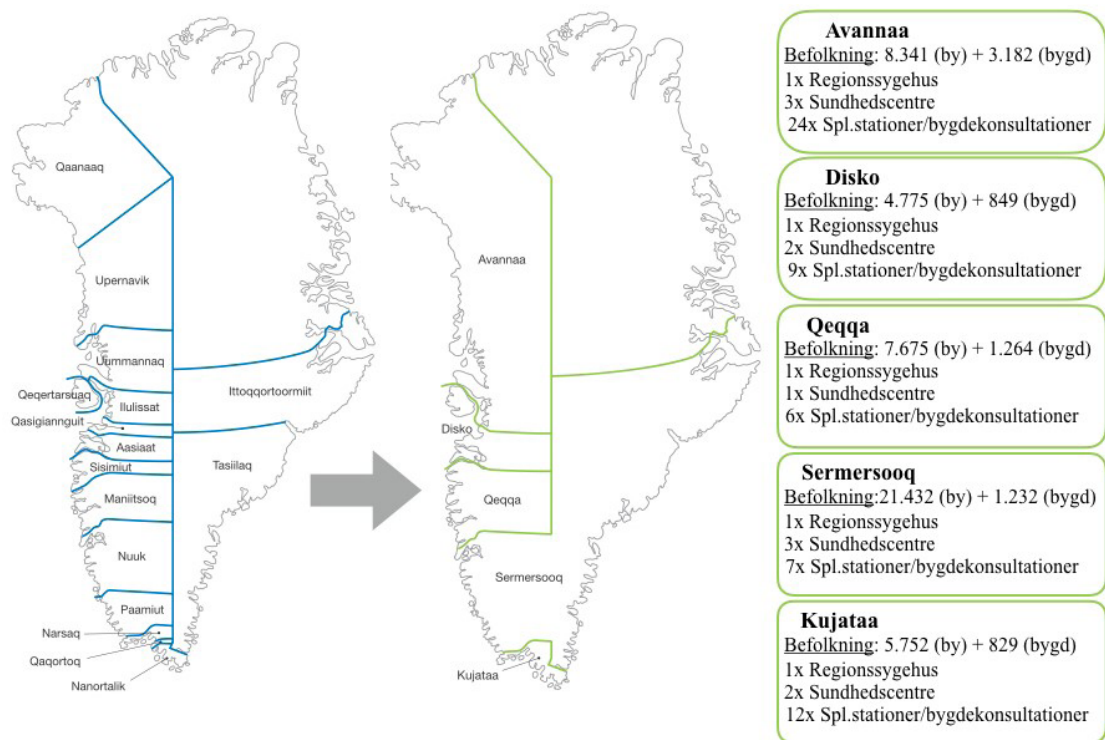 Qaanaaq
Upernavik
Uummannaq
Qeqertarsuaq
Ilulissat
Qasigiannguit
Aasiaat
Sisimiut
Maniitsoq
Nuuk
Paamiut
Narsaq
Qaqortoq
Nanortalik
Ittoqqortoormiit
Tasiilaq
Avannaa
Disko
Qeqqa
Sermersooq
Kujataa
Avannaa
Befolkning: 8.341 (by) + 3.182 (bygd)
1x Regionssygehus
3x Sundhedscentre
24x Spl.stationer/bygdekonsultationer
Disko
Befolkning: 4.775 (by) + 849 (bygd)
1x Regionssygehus
2x Sundhedscentre
9x Spl.stationer/bygdekonsultationer
Qeqqa
Befolkning: 7.675 (by) + 1.264 (bygd)
1x Regionssygehus
1x Sundhedscentre
6x Spl.stationer/bygdekonsultationer
Sermersooq
Befolkning:21.432 (by) + 1.232 (bygd)
1x Regionssygehus
3x Sundhedscentre
7x Spl.stationer/bygdekonsultationer
Kujataa
Befolkning: 5.752 (by) + 829 (bygd)
1x Regionssygehus
2x Sundhedscentre
12x Spl.stationer/bygdekonsultationer